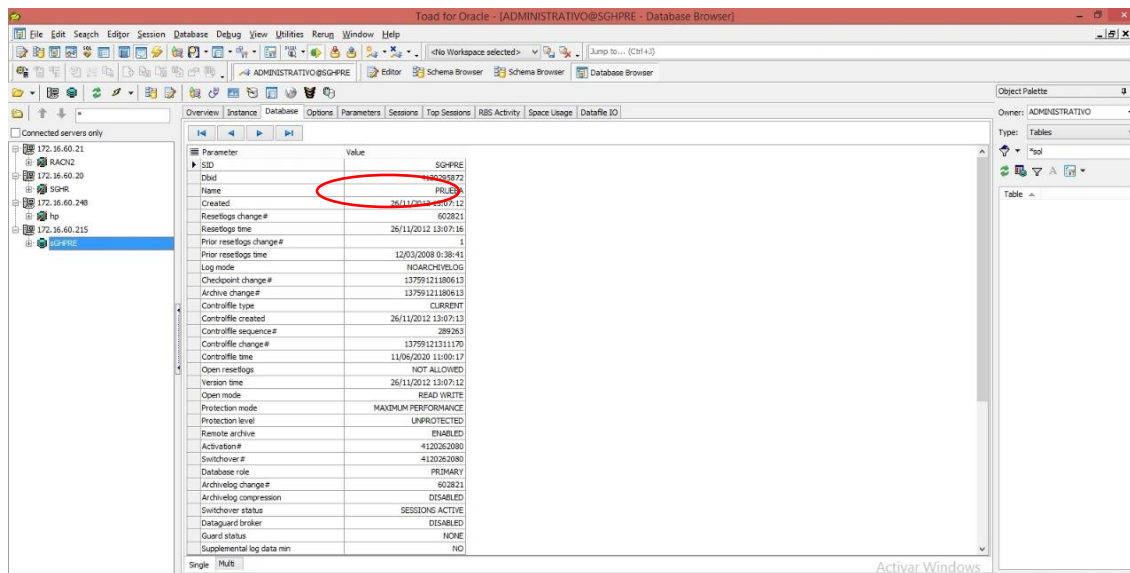 Toad for Oracle - [ADMINISTRATIVO@SGHPRE - Database Browser]
File Edit Search Editor Session Database Debug View Utilities Rerun Window Help
<No Workspace selected> Jump to... (Ctrl+J)
ADMINISTRATIVO@SGHPRE Editor Schema Browser Schema Browser Database Browser
Object Palette
Overview Instance Database Options Parameters Sessions Top Sessions RBS Activity Space Usage Datafile IO
Owner: ADMINISTRATIVO
Connected servers only
Type: Tables
*sol
Table
172.16.60.21
RACN2
172.16.60.20
SGHR
172.16.60.248
hp
172.16.60.215
sGHPRE
Parameter Value
SID SGHPRE
Dbid 4120295872
Name PRUEBA
Created 26/11/2012 13:07:12
Resetlogs change# 602821
Resetlogs time 26/11/2012 13:07:16
Prior resetlogs change# 1
Prior resetlogs time 12/03/2008 0:38:41
Log mode NOARCHIVELOG
Checkpoint change# 13759121180613
Archive change# 13759121180613
Controlfile type CURRENT
Controlfile created 26/11/2012 13:07:13
Controlfile sequence# 289263
Controlfile change# 13759121311170
Controlfile time 11/06/2020 11:00:17
Open resetlogs NOT ALLOWED
Version time 26/11/2012 13:07:12
Open mode READ WRITE
Protection mode MAXIMUM PERFORMANCE
Protection level UNPROTECTED
Remote archive ENABLED
Activation# 4120262080
Switchover# 4120262080
Database role PRIMARY
Archivelog change# 602821
Archivelog compression DISABLED
Switchover status SESSIONS ACTIVE
Dataguard broker DISABLED
Guard status NONE
Supplemental log data min NO
Single Multi
Activar Windows